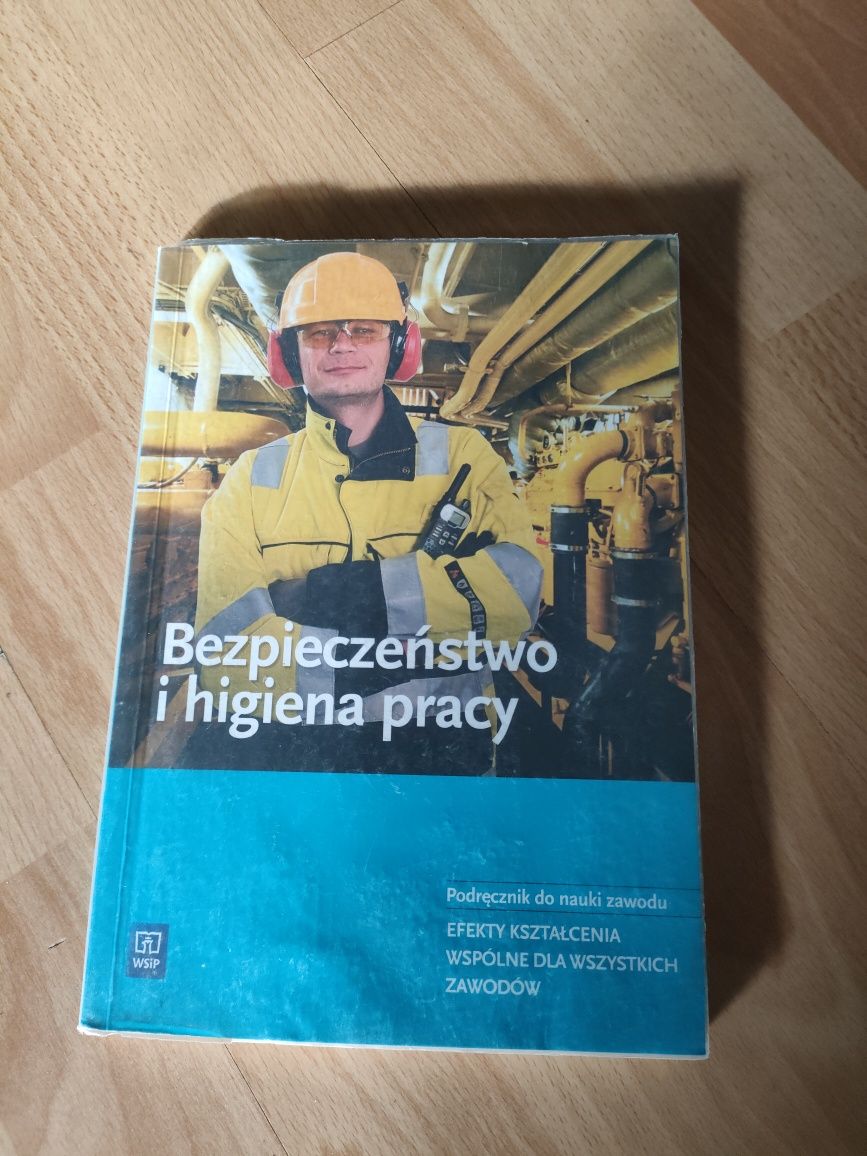 Bezpieczeństwo
i higiena pracy
Podręcznik do nauki zawodu
EFEKTY KSZTAŁCENIA
WSPÓLNE DLA WSZYSTKICH
ZAWODÓW
WSiP